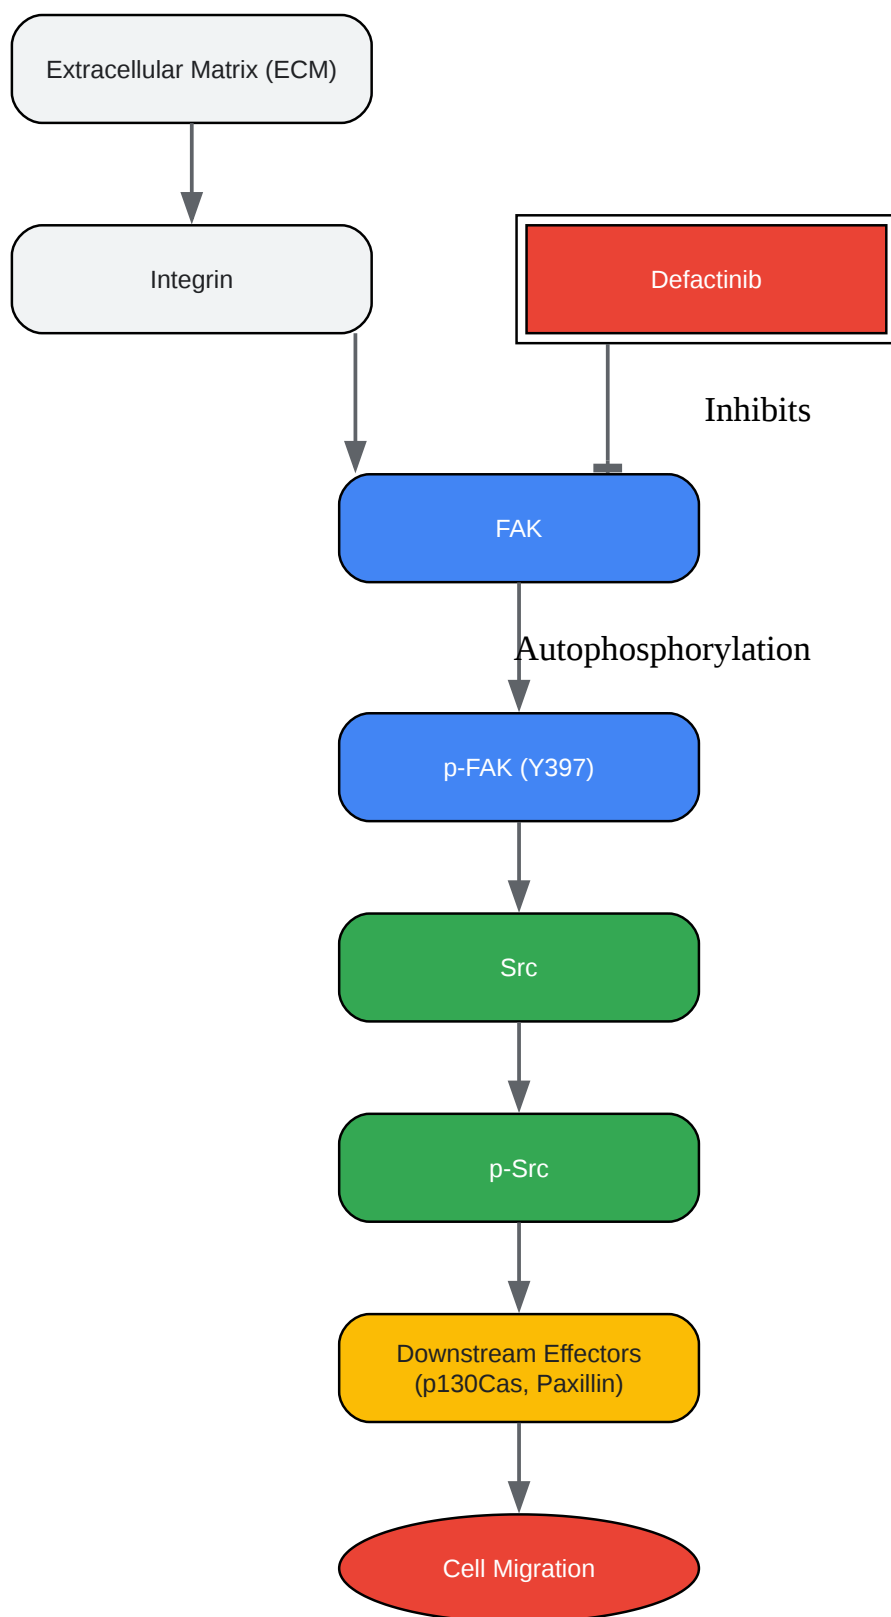 Extracellular Matrix (ECM)
Integrin
Defactinib
Inhibits
FAK
Autophosphorylation
p-FAK (Y397)
Src
p-Src
Downstream Effectors
(p130Cas, Paxillin)
Cell Migration